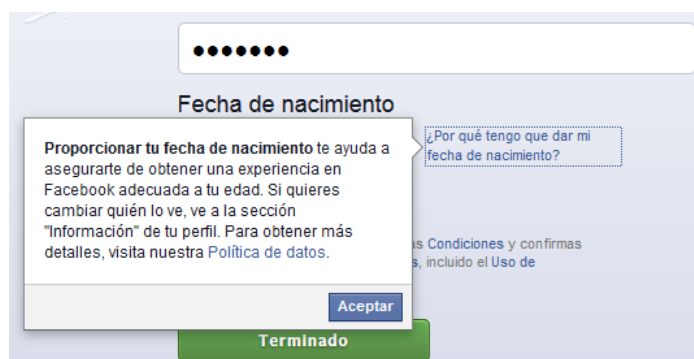 •••••••
Fecha de nacimiento
¿Por qué tengo que dar mi
fecha de nacimiento?
Proporcionar tu fecha de nacimiento te ayuda a
asegurarte de obtener una experiencia en
Facebook adecuada a tu edad. Si quieres
cambiar quién lo ve, ve a la sección
"Información" de tu perfil. Para obtener más
detalles, visita nuestra Política de datos.
Condiciones y confirmas
, incluido el Uso de
Aceptar
Terminado